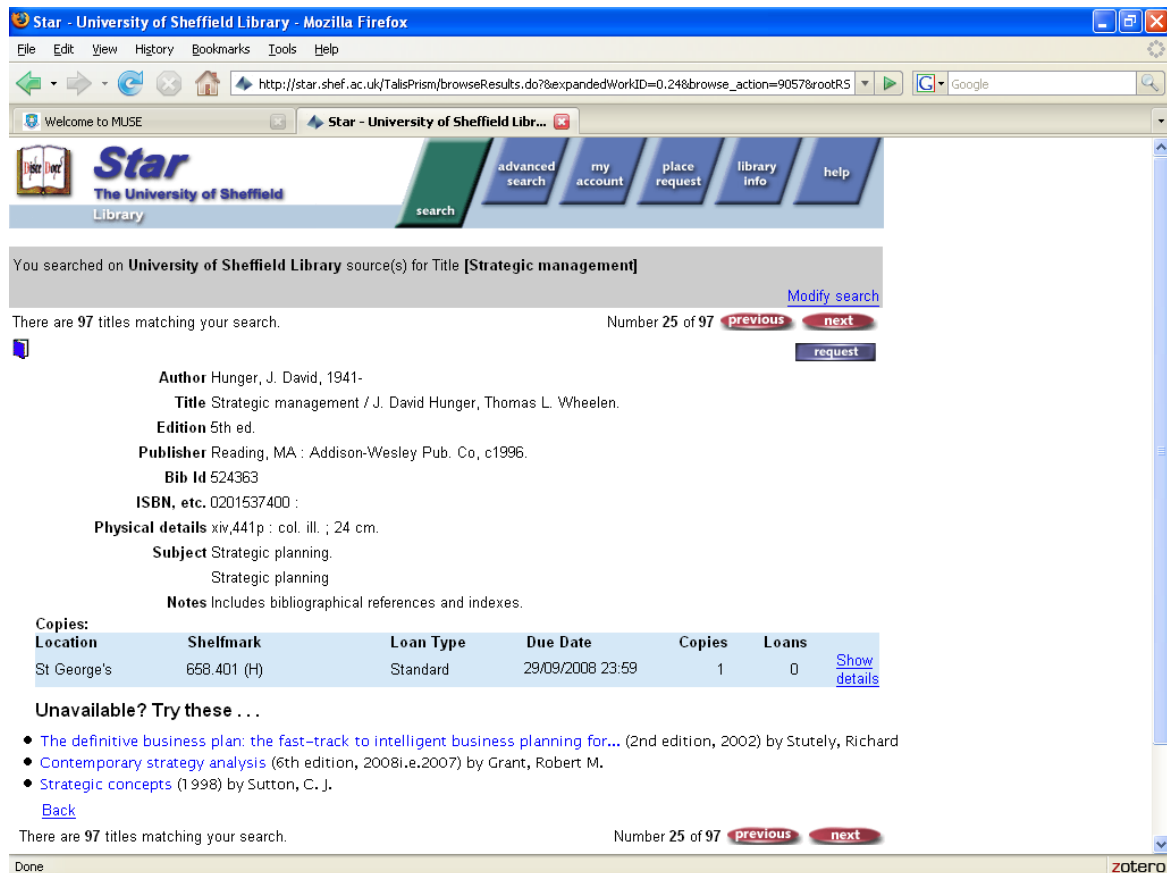 Star - University of Sheffield Library - Mozilla Firefox
File Edit View History Bookmarks Tools Help
http://star.shef.ac.uk/TalisPrism/browseResults.do?&expandedWorkID=0.24&browse_action=9057&rootRS
G Google
Welcome to MUSE
Star - University of Sheffield Libr...
Disce Doce
Star
The University of Sheffield
Library
search
advanced search
my account
place request
library info
help
You searched on University of Sheffield Library source(s) for Title [Strategic management]
Modify search
There are 97 titles matching your search. Number 25 of 97 previous next
request
Author Hunger, J. David, 1941-
Title Strategic management / J. David Hunger, Thomas L. Wheelen.
Edition 5th ed.
Publisher Reading, MA : Addison-Wesley Pub. Co, c1996.
Bib Id 524363
ISBN, etc. 0201537400 :
Physical details xiv,441p : col. ill. ; 24 cm.
Subject Strategic planning.
Strategic planning
Notes Includes bibliographical references and indexes.
Copies:
Location Shelfmark Loan Type Due Date Copies Loans
St George's 658.401 (H) Standard 29/09/2008 23:59 1 0 Show details
Unavailable? Try these . . .
The definitive business plan: the fast-track to intelligent business planning for... (2nd edition, 2002) by Stutely, Richard
Contemporary strategy analysis (6th edition, 2008i.e.2007) by Grant, Robert M.
Strategic concepts (1998) by Sutton, C. J.
Back
There are 97 titles matching your search. Number 25 of 97 previous next
Done zotero